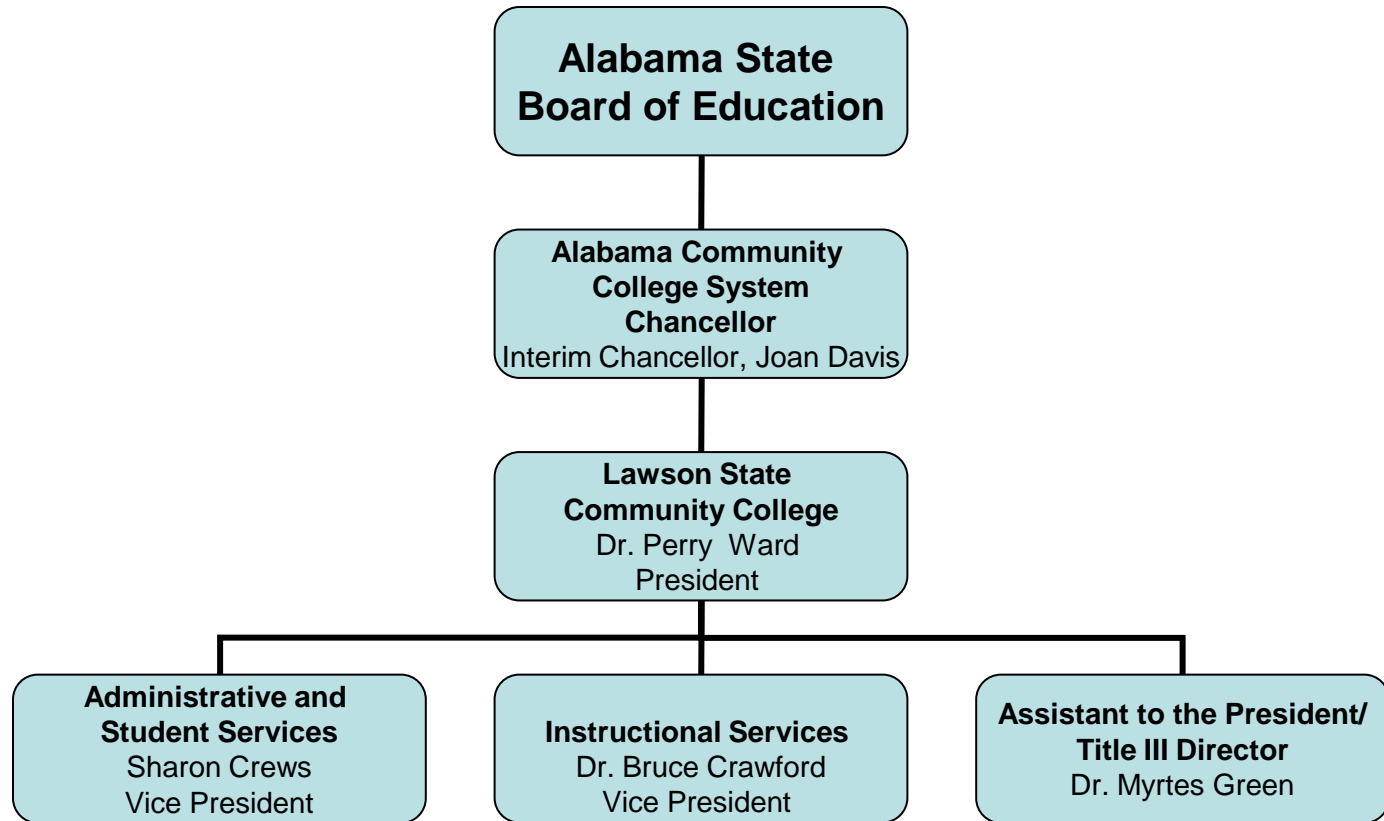 Alabama State
Board of Education
Alabama Community
College System
Chancellor
Interim Chancellor, Joan Davis
Lawson State
Community College
Dr. Perry  Ward
President
Administrative and
Student Services
Sharon Crews
Vice President
Instructional Services
Dr. Bruce Crawford
Vice President
Assistant to the President/
Title III Director
Dr. Myrtes Green